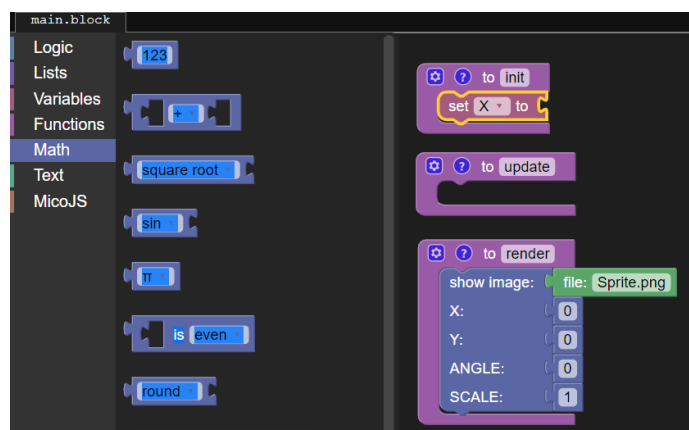 main.block
Logic
Lists
Variables
Functions
Math
Text
MicoJS
123
+
square root
sin
π
is even
round
? to init
set X to
? to update
? to render
show image: file: Sprite.png
X: 0
Y: 0
ANGLE: 0
SCALE: 1